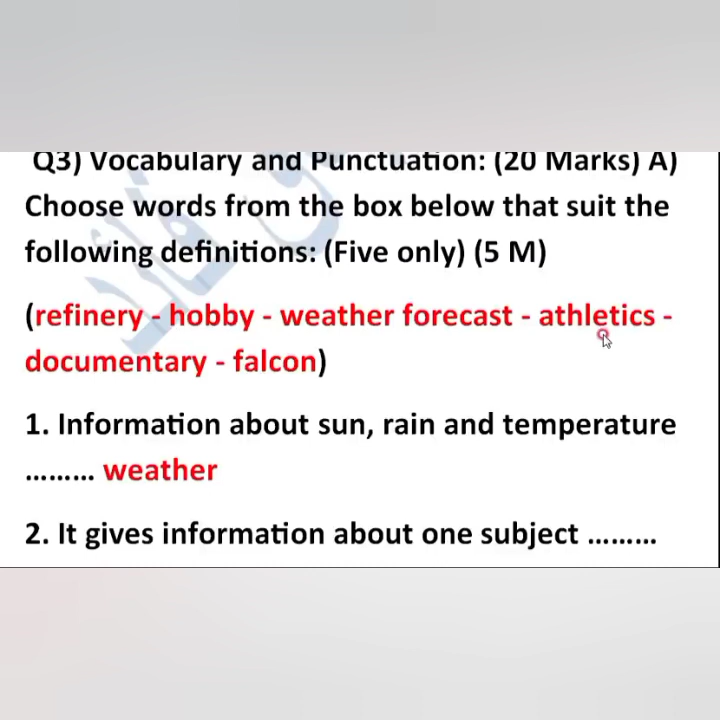 Q3) Vocabulary and Punctuation: (20 Marks) A)
Choose words from the box below that suit the
following definitions: (Five only) (5 M)
(refinery - hobby - weather forecast - athletics -
documentary - falcon)
1. Information about sun, rain and temperature
......... weather
2. It gives information about one subject .........